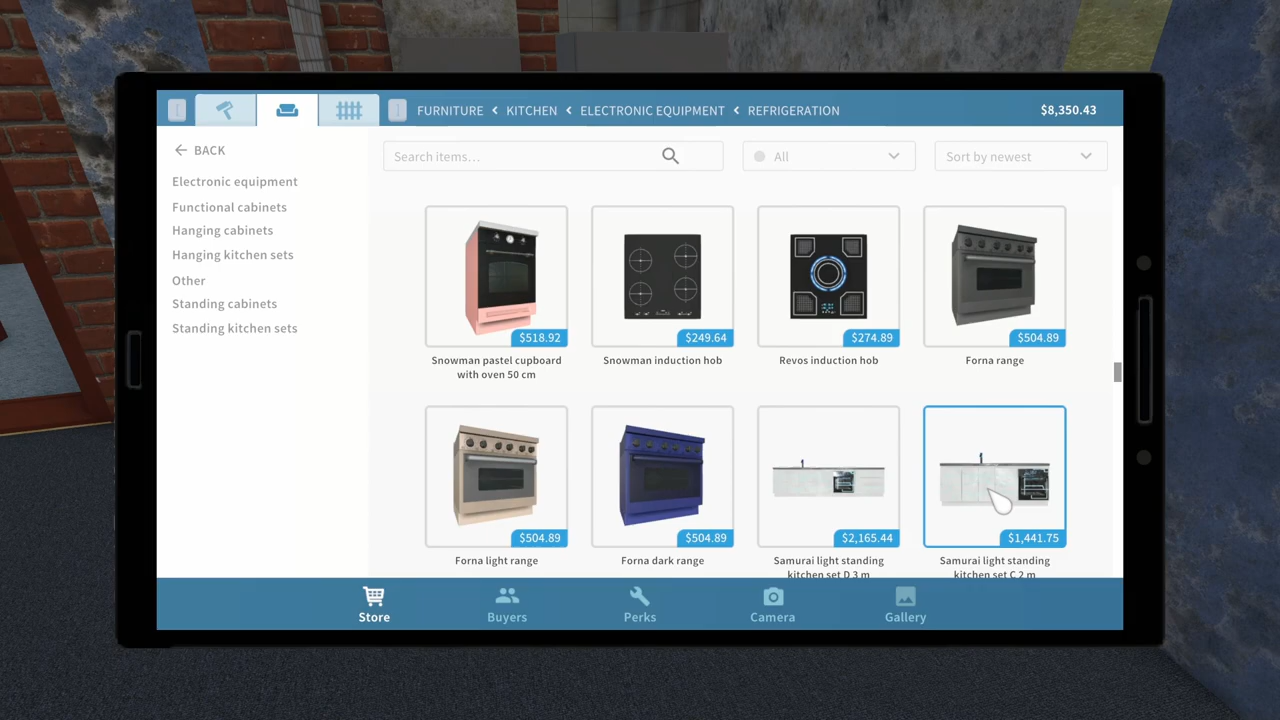 FURNITURE < KITCHEN < ELECTRONIC EQUIPMENT < REFRIGERATION
$8,350.43
BACK
Electronic equipment
Functional cabinets
Hanging cabinets
Hanging kitchen sets
Other
Standing cabinets
Standing kitchen sets
Search items...
All
Sort by newest
$518.92
Snowman pastel cupboard
with oven 50 cm
$249.64
Snowman induction hob
$274.89
Revos induction hob
$504.89
Forna range
$504.89
Forna light range
$504.89
Forna dark range
$2,165.44
Samurai light standing
kitchen set D 3 m
$1,441.75
Samurai light standing
kitchen set C 2 m
Store
Buyers
Perks
Camera
Gallery